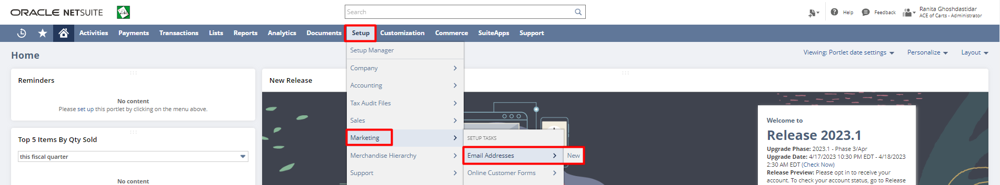 ORACLE NETSUITE
Search
Help
Feedback
Ranita Ghoshdastidar
ACE of Carts - Administrator
Activities Payments Transactions Lists Reports Analytics Documents Setup Customization Commerce SuiteApps Support
Home
Viewing: Portlet date settings Personalize Layout
Reminders
No content
Please set up this portlet by clicking on the menu above.
Top 5 Items By Qty Sold
this fiscal quarter
No content
New Release
Setup Manager
Company
Accounting
Tax Audit Files
Sales
Marketing
Merchandise Hierarchy
Support
SETUP TASKS
Email Addresses
New
Online Customer Forms
Welcome to
Release 2023.1
Upgrade Phase: 2023.1 - Phase 3/Apr
Upgrade Date: 4/17/2023 10:30 PM EDT - 4/18/2023
2:30 AM EDT (Check Now)
Release Preview: Please opt in to receive your
account. To check your account status, go to Release